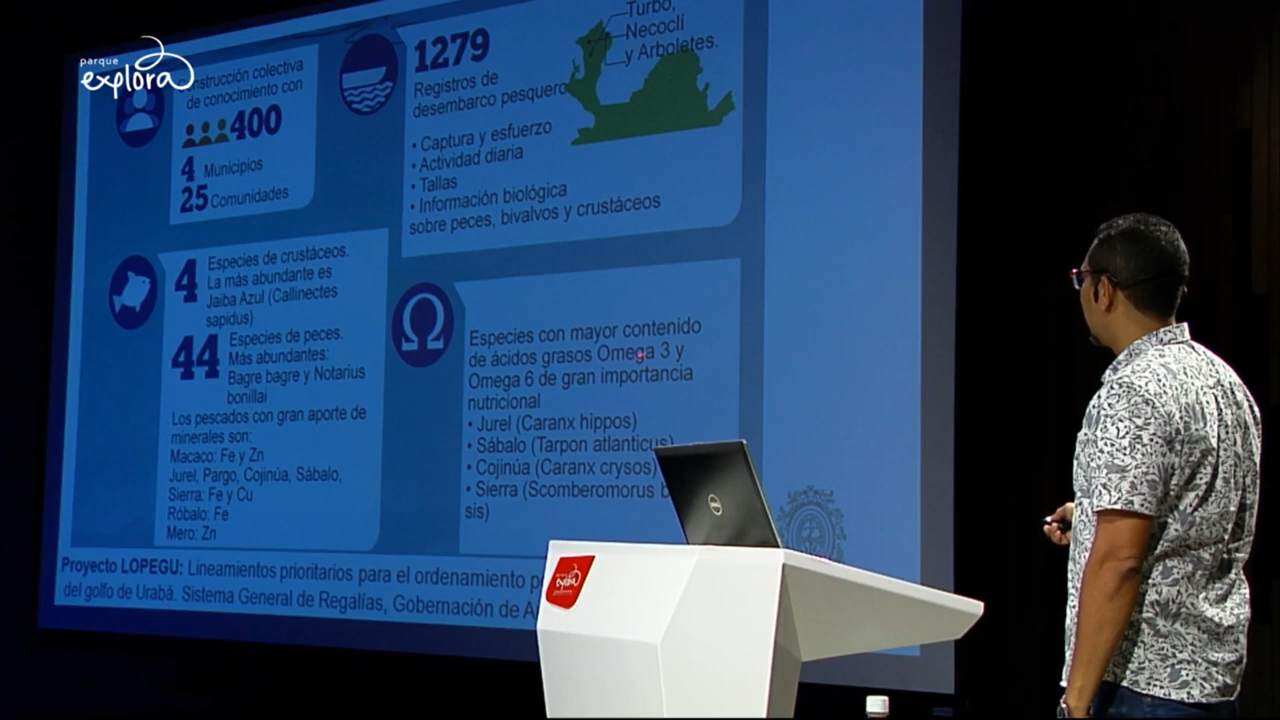 parque
explora
nstrucción colectiva
de conocimiento con
400
4 Municipios
25 Comunidades
1279
Registros de
desembarco pesquero
• Captura y esfuerzo
• Actividad diaria
• Tallas
• Información biológica
sobre peces, bivalvos y crustáceos
Turbo,
Necoclí
y Arboletes.
4 Especies de crustáceos.
La más abundante es
Jaiba Azul (Callinectes
sapidus)
44 Especies de peces.
Más abundantes:
Bagre bagre y Notarius
bonillai
Los pescados con gran aporte de
minerales son:
Macaco: Fe y Zn
Jurel, Pargo, Cojinúa, Sábalo,
Sierra: Fe y Cu
Róbalo: Fe
Mero: Zn
Ω
Especies con mayor contenido
de ácidos grasos Omega 3 y
Omega 6 de gran importancia
nutricional
• Jurel (Caranx hippos)
• Sábalo (Tarpon atlanticus)
• Cojinúa (Caranx crysos)
• Sierra (Scomberomorus b
sis)
Proyecto LOPEGU: Lineamientos prioritarios para el ordenamiento pe
del golfo de Urabá. Sistema General de Regalías, Gobernación de A
DELL
explora